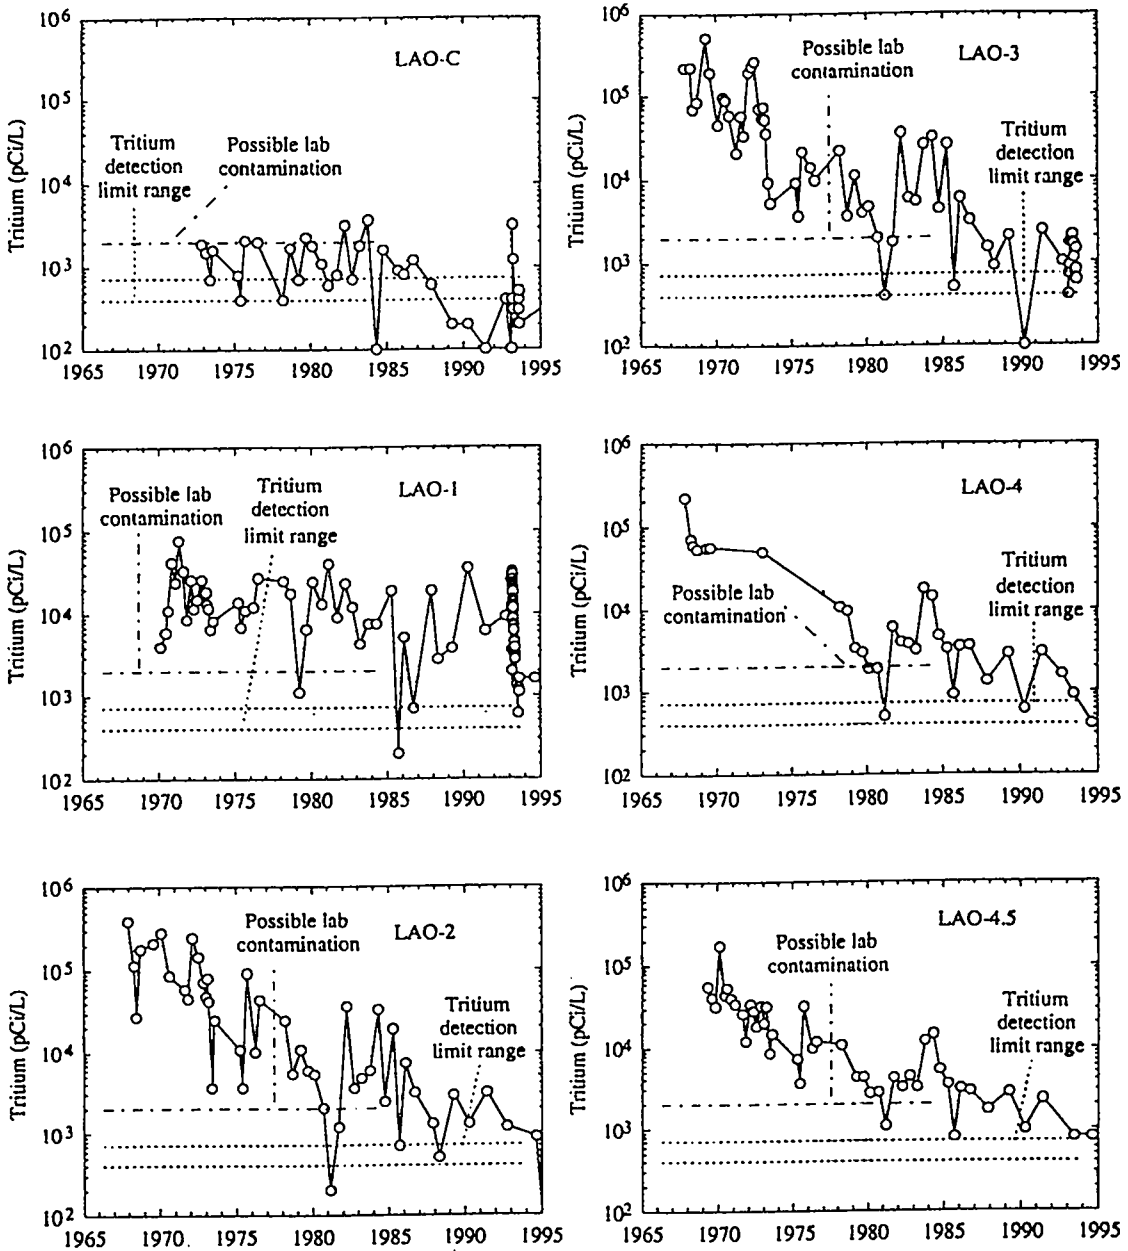 10^6
10^5
10^4
10^3
10^2
Tritium (pCi/L)
LAO-C
Tritium
detection
limit range
Possible lab
contamination
1965 1970 1975 1980 1985 1990 1995
10^6
10^5
10^4
10^3
10^2
Tritium (pCi/L)
Possible lab
contamination
LAO-3
Tritium
detection
limit range
1965 1970 1975 1980 1985 1990 1995
10^6
10^5
10^4
10^3
10^2
Tritium (pCi/L)
Possible lab
contamination
Tritium
detection
limit range
LAO-1
1965 1970 1975 1980 1985 1990 1995
10^6
10^5
10^4
10^3
10^2
Tritium (pCi/L)
LAO-4
Possible lab
contamination
Tritium
detection
limit range
1965 1970 1975 1980 1985 1990 1995
10^6
10^5
10^4
10^3
10^2
Tritium (pCi/L)
Possible lab
contamination
LAO-2
Tritium
detection
limit range
1965 1970 1975 1980 1985 1990 1995
10^6
10^5
10^4
10^3
10^2
Tritium (pCi/L)
LAO-4.5
Possible lab
contamination
Tritium
detection
limit range
1965 1970 1975 1980 1985 1990 1995